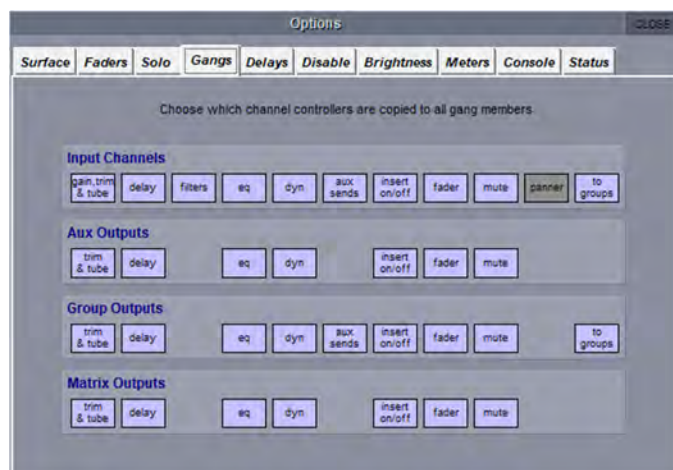 Options
CLOSE
Surface Faders Solo Gangs Delays Disable Brightness Meters Console Status
Choose which channel controllers are copied to all gang members
Input Channels
gain,trim & tube
delay
filters
eq
dyn
aux sends
insert on/off
fader
mute
panner
to groups
Aux Outputs
trim & tube
delay
eq
dyn
insert on/off
fader
mute
Group Outputs
trim & tube
delay
eq
dyn
aux sends
insert on/off
fader
mute
to groups
Matrix Outputs
trim & tube
delay
eq
dyn
insert on/off
fader
mute